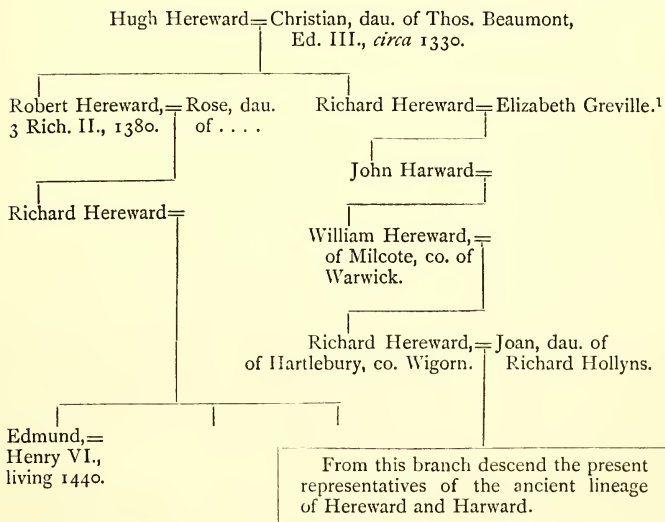 Hugh Hereward=Christian, dau. of Thos. Beaumont,
Ed. III., circa 1330.
Robert Hereward,=Rose, dau.
3 Rich. II., 1380. of . . . .
Richard Hereward=Elizabeth Greville.¹
John Harward=
Richard Hereward=
William Hereward,=
of Milcote, co. of
Warwick.
Richard Hereward,=Joan, dau. of
of Hartlebury, co. Wigorn. Richard Hollyns.
Edmund,=
Henry VI.,
living 1440.
From this branch descend the present
representatives of the ancient lineage
of Hereward and Harward.